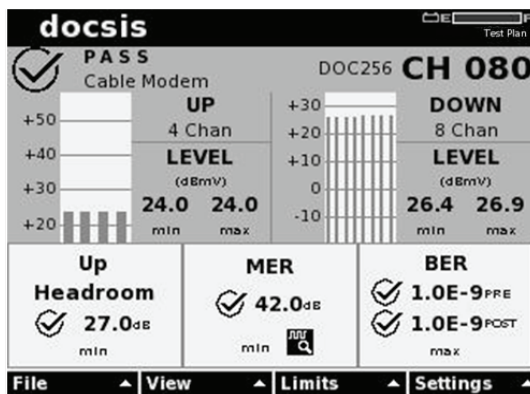 docsis
E F
Test Plan
PASS
Cable Modem
DOC256 CH 080
UP
4 Chan
LEVEL
(dBmV)
24.0 24.0
min max
+50
+40
+30
+20
+30
+20
+10
0
-10
DOWN
8 Chan
LEVEL
(dBmV)
26.4 26.9
min max
Up
Headroom
27.0dB
min
MER
42.0dB
min
BER
1.0E-9PRE
1.0E-9POST
max
File View Limits Settings